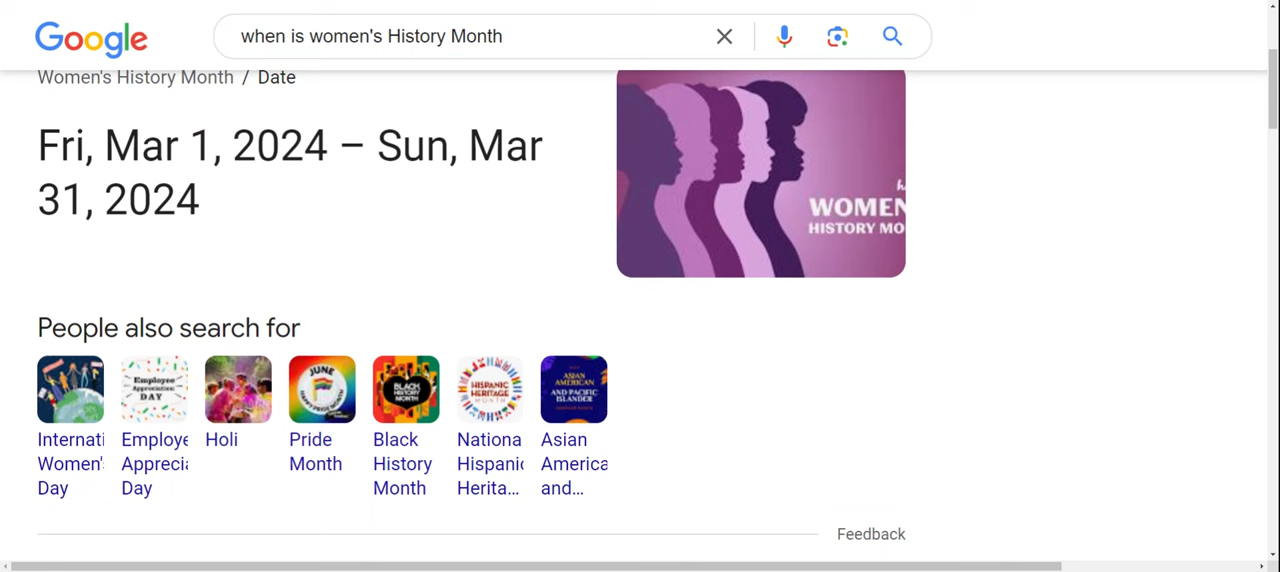 Google
when is women's History Month
Women's History Month / Date
Fri, Mar 1, 2024 – Sun, Mar
31, 2024
WOMEN
HISTORY MO
People also search for
JUNE
HAPPY PRIDE MONTH
Employee
Appreciation
DAY
BLACK
HISTORY
MONTH
HISPANIC
HERITAGE
MONTH
ASIAN
AMERICAN
AND PACIFIC
ISLANDER
Internati
Women'
Day
Employe
Apprecia
Day
Holi
Pride
Month
Black
History
Month
Nationa
Hispanic
Herita...
Asian
America
and...
Feedback